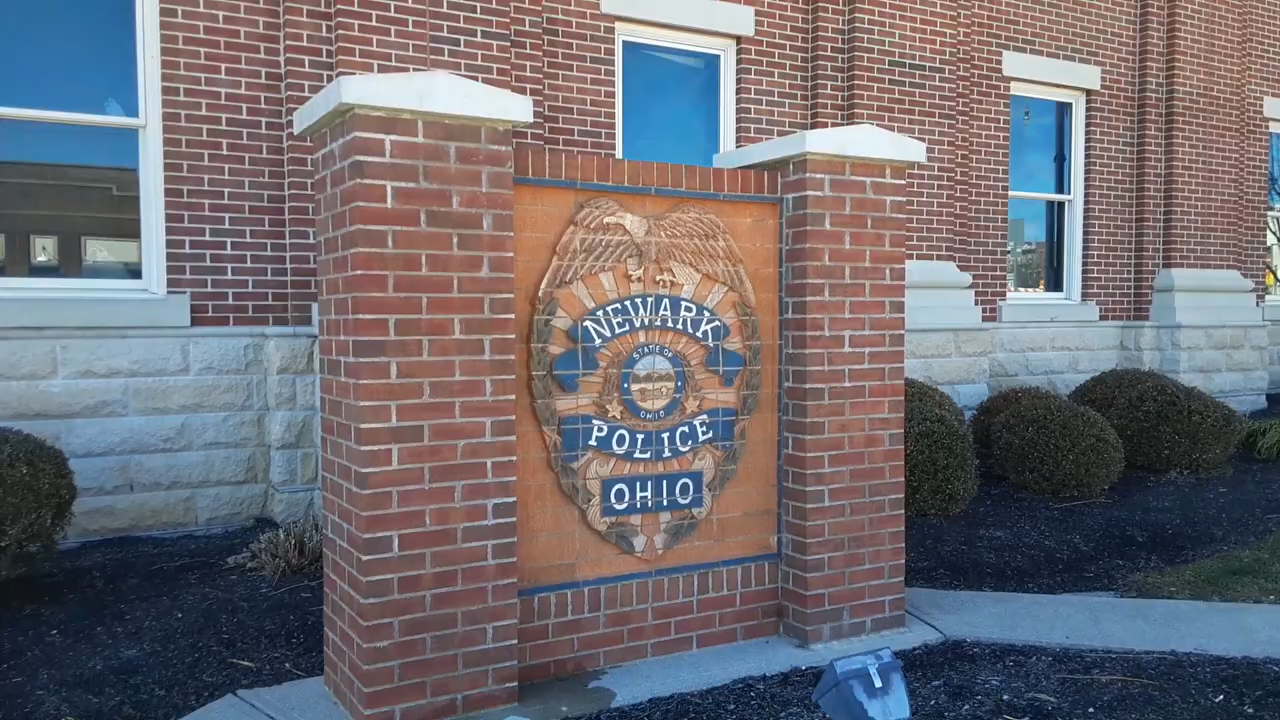 NEWARK
STATE OF
OHIO
POLICE
OHIO